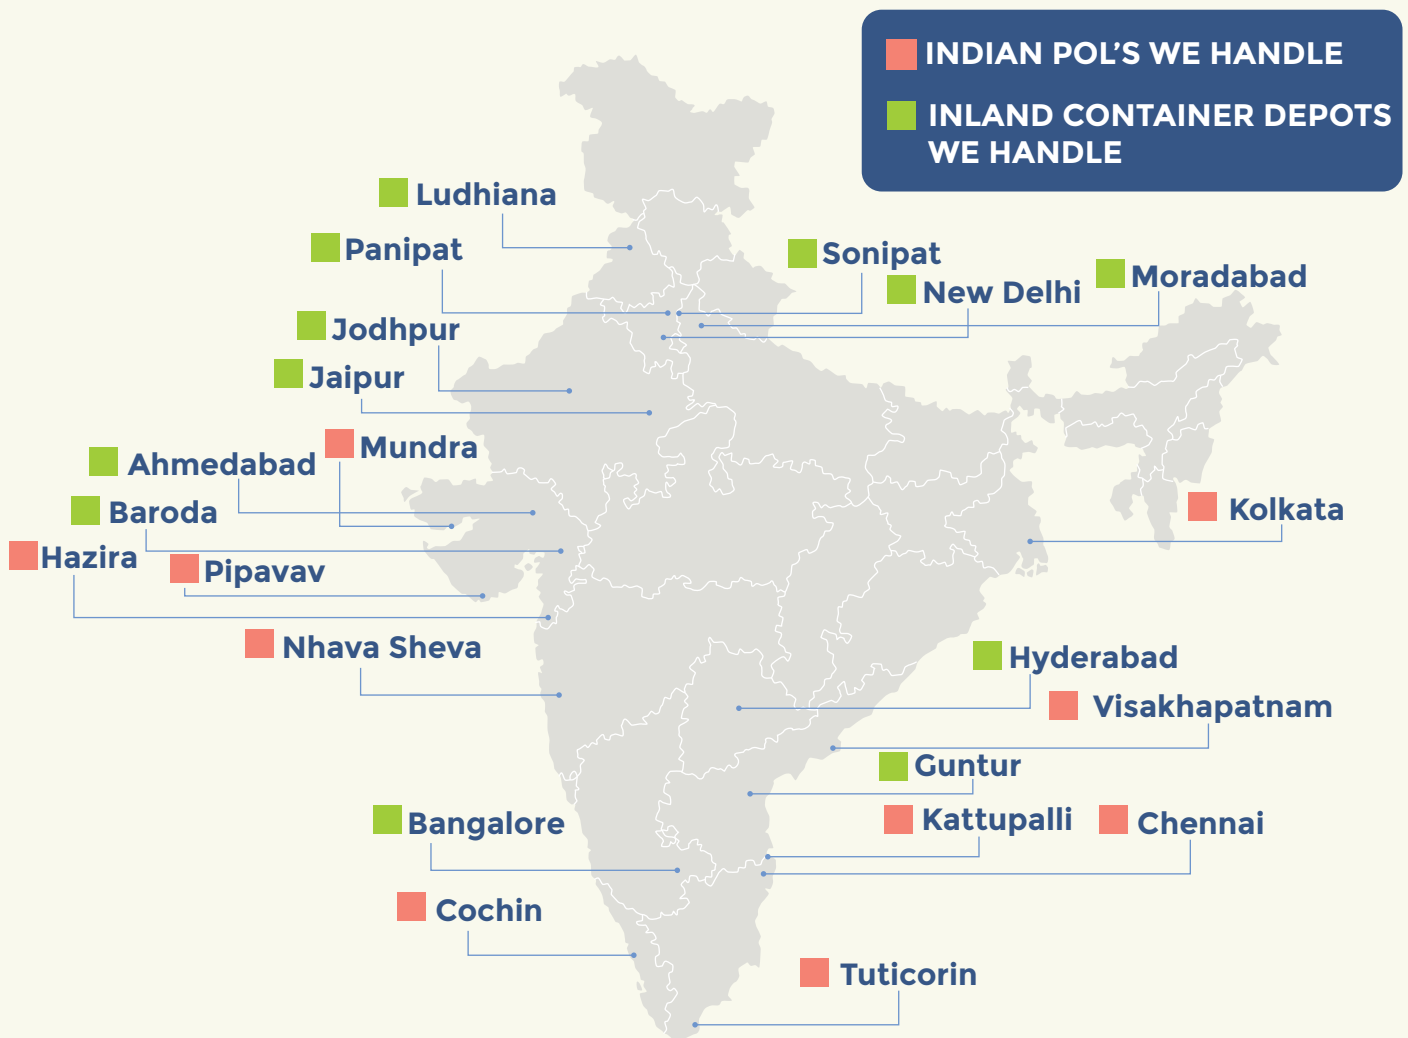 INDIAN POL'S WE HANDLE
INLAND CONTAINER DEPOTS
WE HANDLE
Ludhiana
Panipat
Sonipat
New Delhi
Moradabad
Jodhpur
Jaipur
Mundra
Ahmedabad
Baroda
Kolkata
Hazira
Pipavav
Nhava Sheva
Hyderabad
Visakhapatnam
Guntur
Bangalore
Kattupalli
Chennai
Cochin
Tuticorin